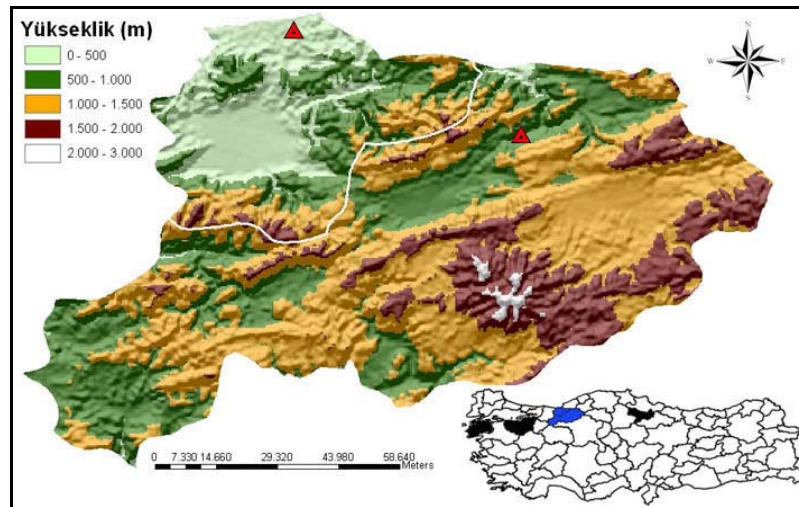 Yükseklik (m)
0 - 500
500 - 1.000
1.000 - 1.500
1.500 - 2.000
2.000 - 3.000
N
W
E
S
0 7.330 14.660 29.320 43.980 58.640
Meters